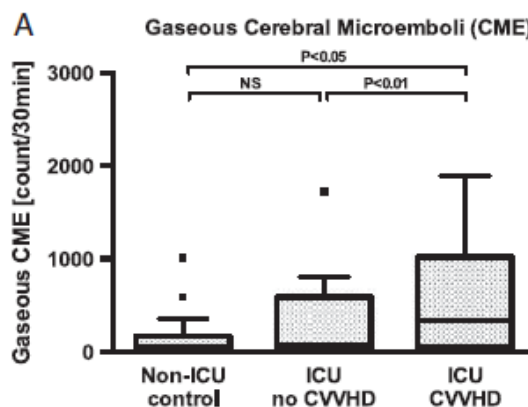 A
Gaseous Cerebral Microemboli (CME)
P<0.05
NS
P<0.01
Gaseous CME [count/30min]
3000
2000
1000
0
Non-ICU
control
ICU
no CVVHD
ICU
CVVHD